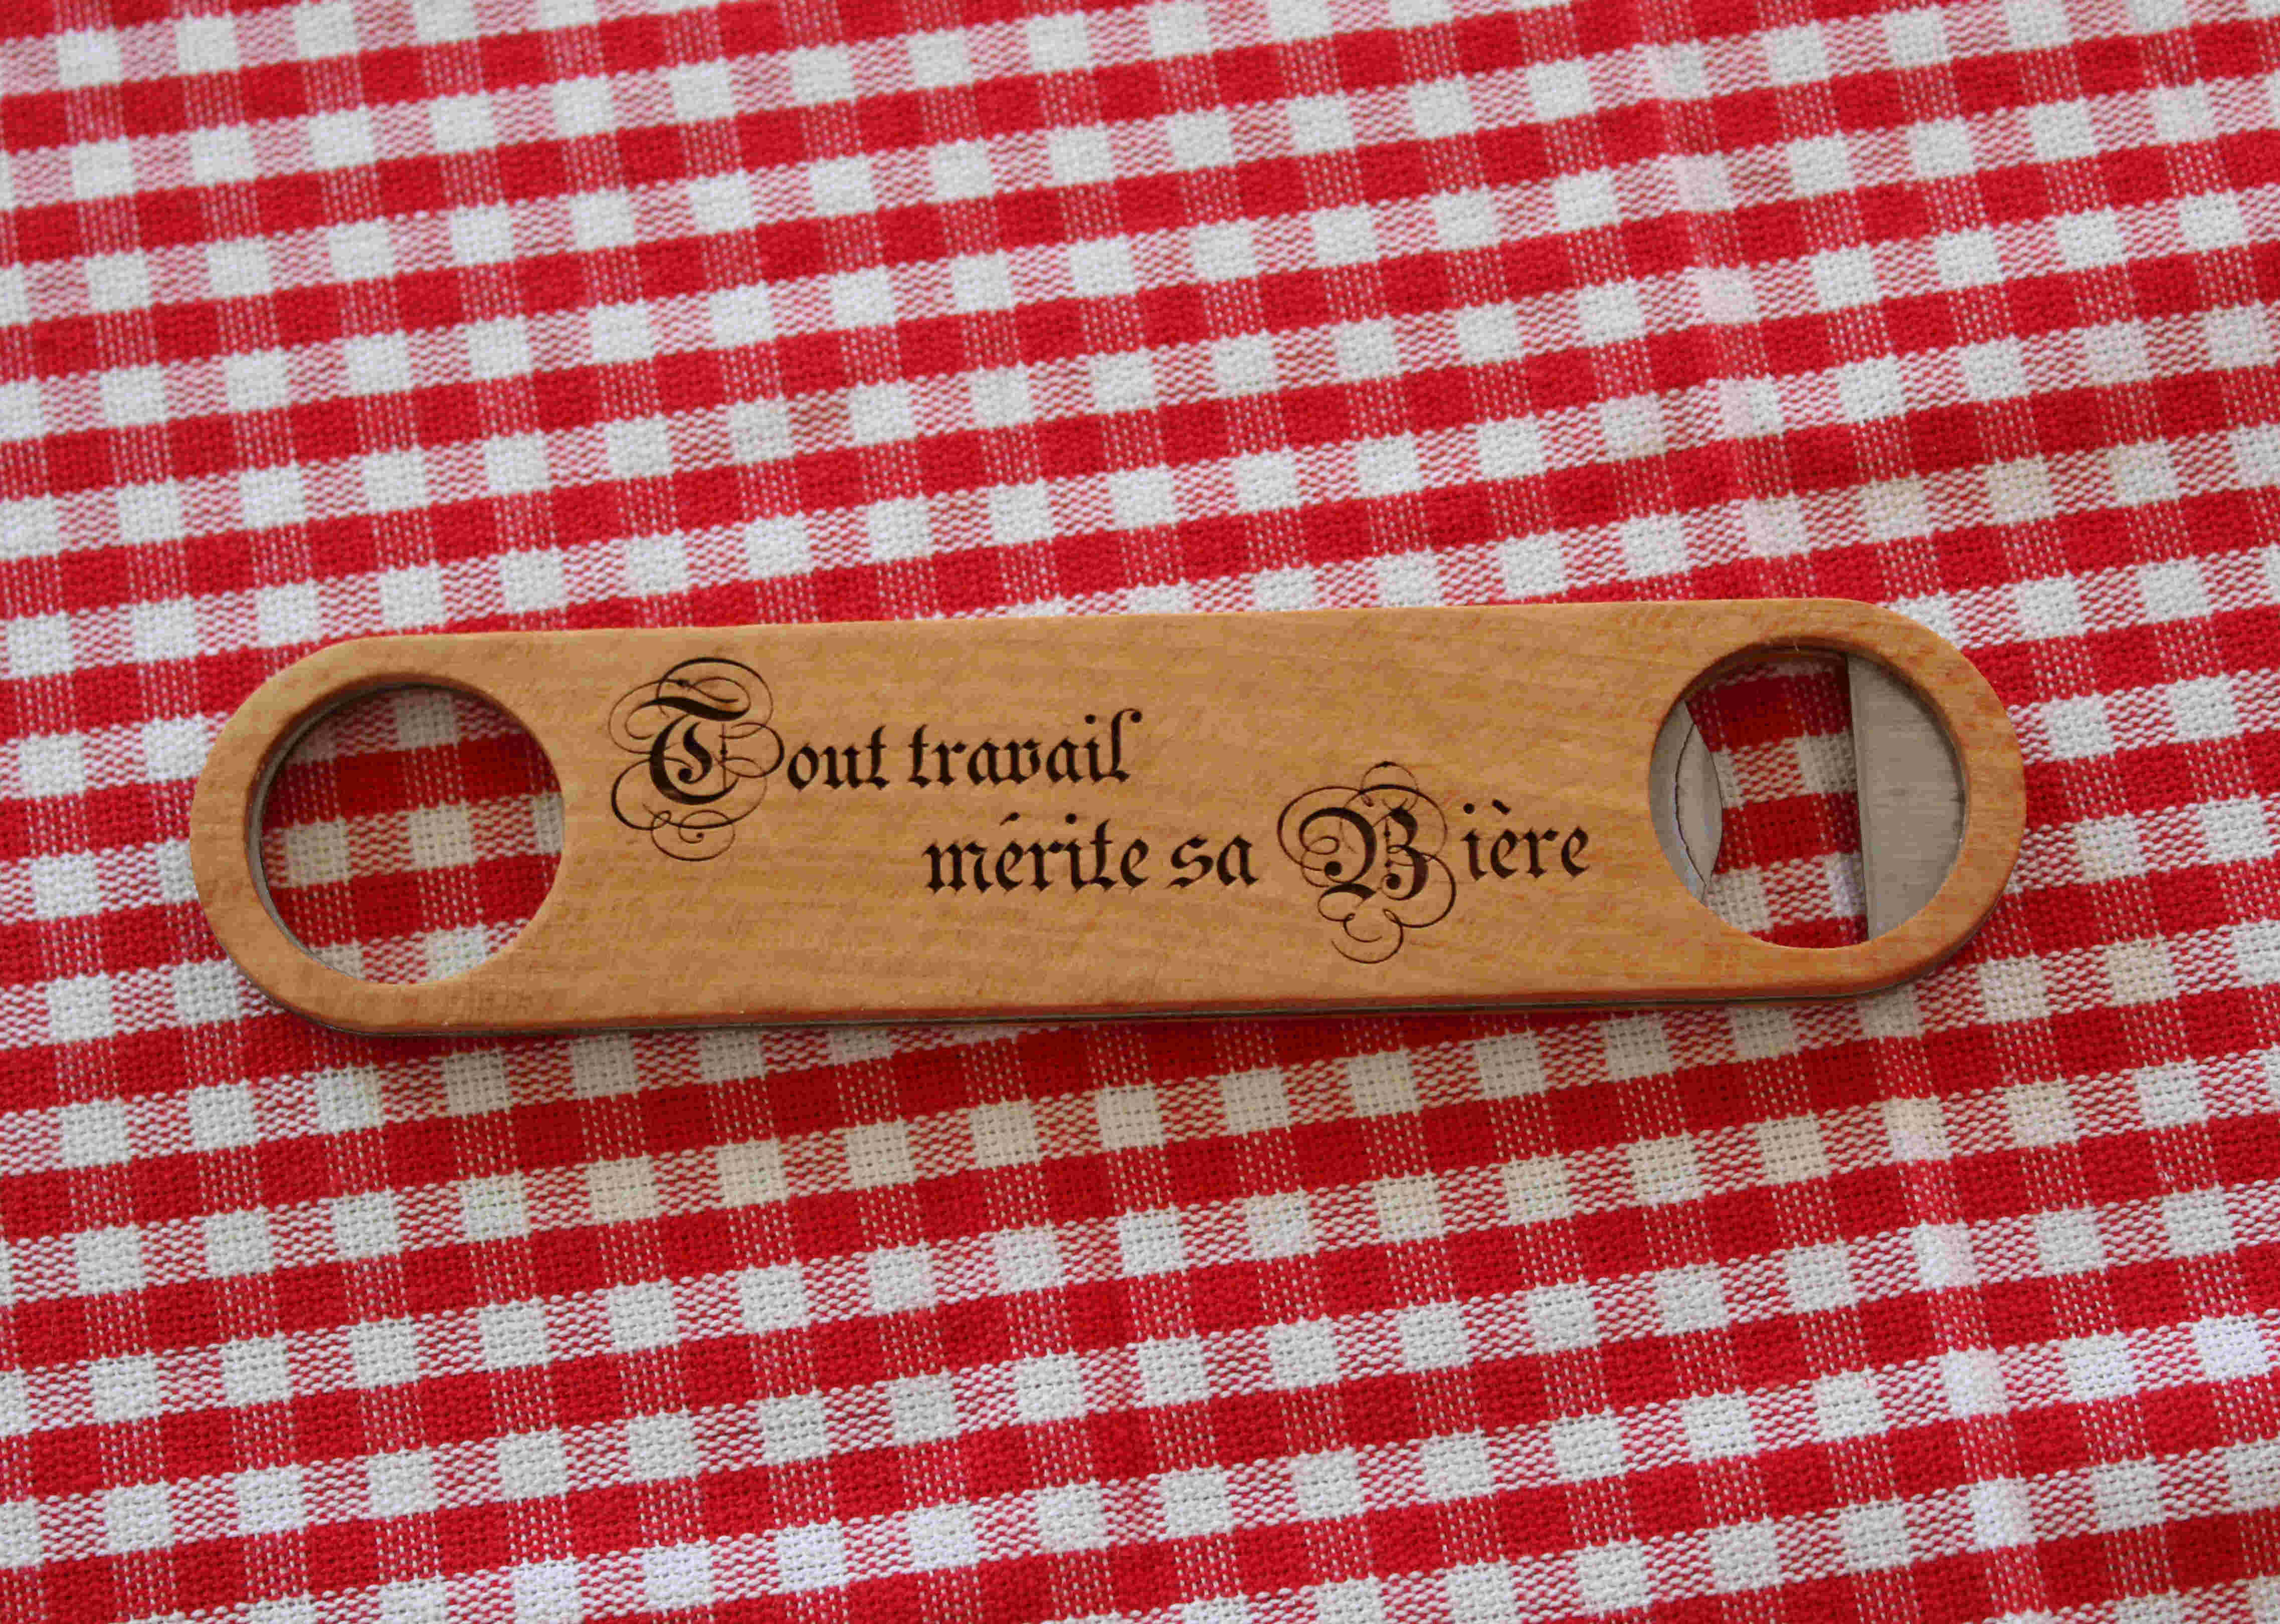 Tout travail
mérite sa Bière